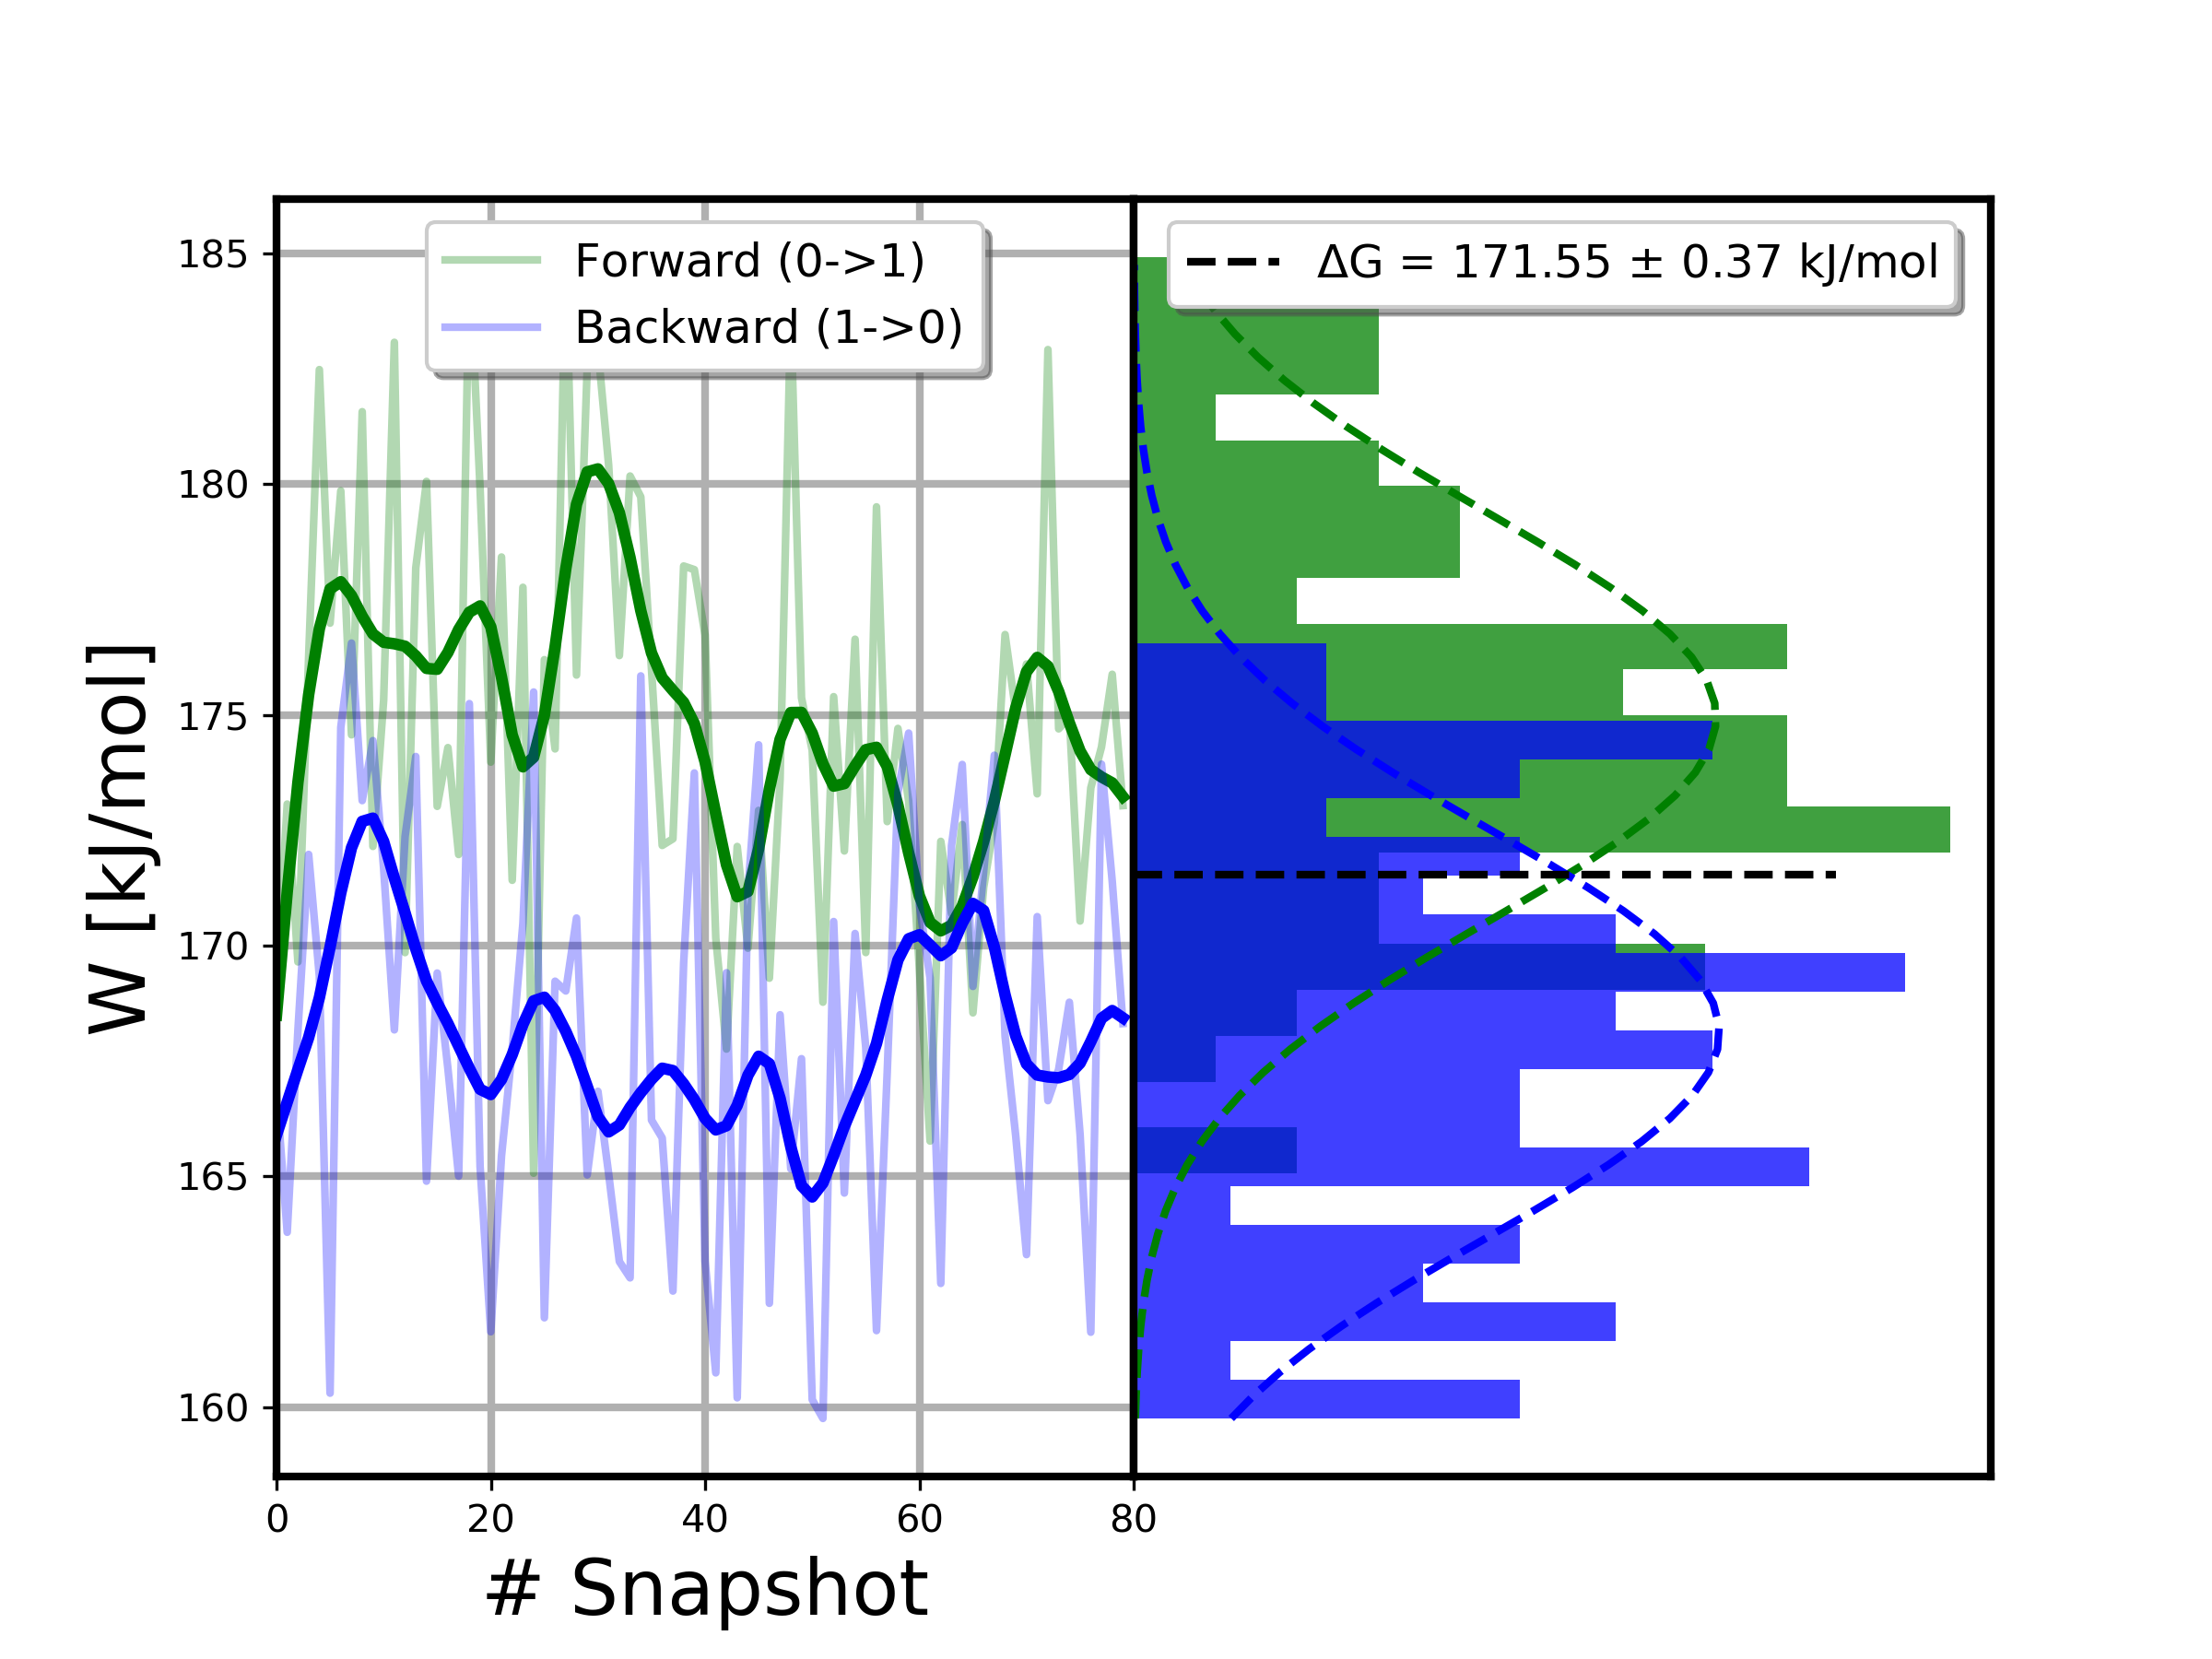 Forward (0->1)
Backward (1->0)
ΔG = 171.55 ± 0.37 kJ/mol
185
180
175
170
165
160
W [kJ/mol]
0 20 40 60 80
# Snapshot